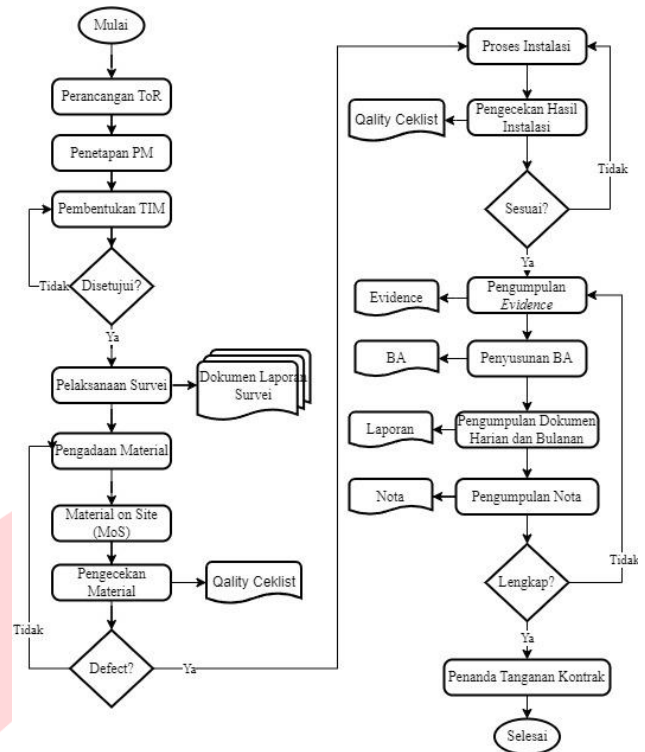 Mulai
Perancangan ToR
Penetapan PM
Pembentukan TIM
Tidak
Disetujui?
Ya
Pelaksanaan Survei
Dokumen Laporan
Survei
Pengadaan Material
Material on Site
(MoS)
Pengecekan
Material
Qality Ceklist
Tidak
Defect?
Ya
Proses Instalasi
Pengecekan Hasil
Instalasi
Qality Ceklist
Tidak
Sesuai?
Ya
Pengumpulan
Evidence
Evidence
Penyusunan BA
BA
Pengumpulan Dokumen
Harian dan Bulanan
Laporan
Pengumpulan Nota
Nota
Tidak
Lengkap?
Ya
Penanda Tanganan Kontrak
Selesai